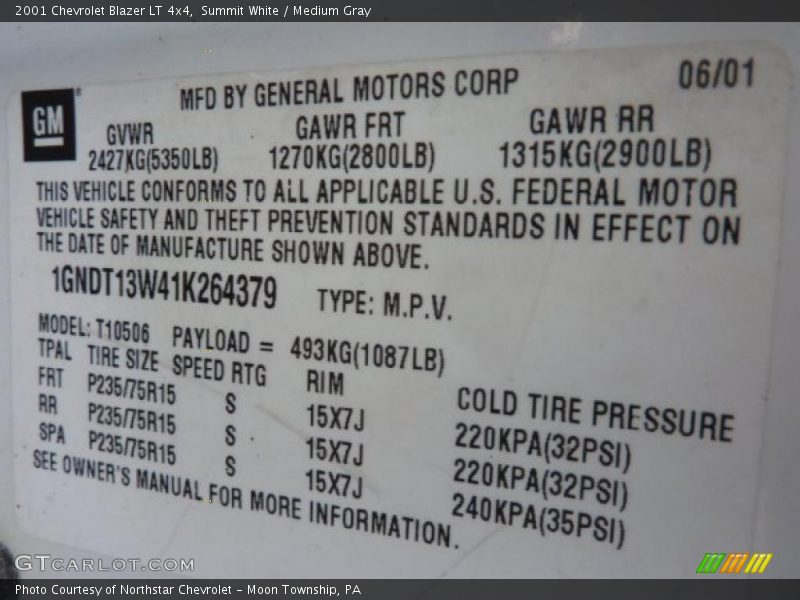 2001 Chevrolet Blazer LT 4x4, Summit White / Medium Gray
MFD BY GENERAL MOTORS CORP 06/01
GM
GVWR GAWR FRT GAWR RR
2427KG(5350LB) 1270KG(2800LB) 1315KG(2900LB)
THIS VEHICLE CONFORMS TO ALL APPLICABLE U.S. FEDERAL MOTOR
VEHICLE SAFETY AND THEFT PREVENTION STANDARDS IN EFFECT ON
THE DATE OF MANUFACTURE SHOWN ABOVE.
1GNDT13W41K264379 TYPE: M.P.V.
MODEL: T10506 PAYLOAD = 493KG(1087LB)
TPAL TIRE SIZE SPEED RTG RIM COLD TIRE PRESSURE
FRT P235/75R15 S 15X7J 220KPA(32PSI)
RR P235/75R15 S 15X7J 220KPA(32PSI)
SPA P235/75R15 S 15X7J 240KPA(35PSI)
SEE OWNER'S MANUAL FOR MORE INFORMATION.
GTCARLOT.COM
Photo Courtesy of Northstar Chevrolet - Moon Township, PA